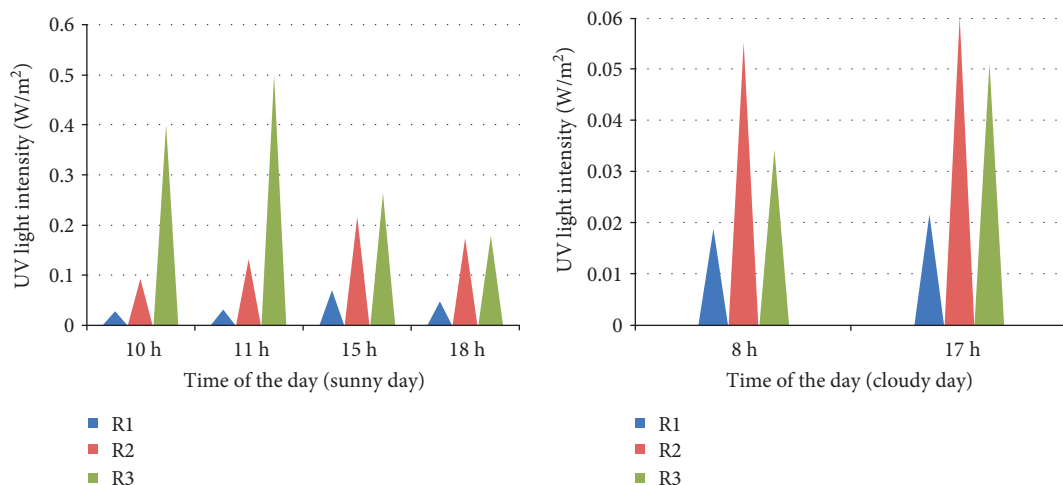 UV light intensity (W/m²)
0.6
0.5
0.4
0.3
0.2
0.1
0
10 h
11 h
15 h
18 h
Time of the day (sunny day)
R1
R2
R3
UV light intensity (W/m²)
0.06
0.05
0.04
0.03
0.02
0.01
0
8 h
17 h
Time of the day (cloudy day)
R1
R2
R3